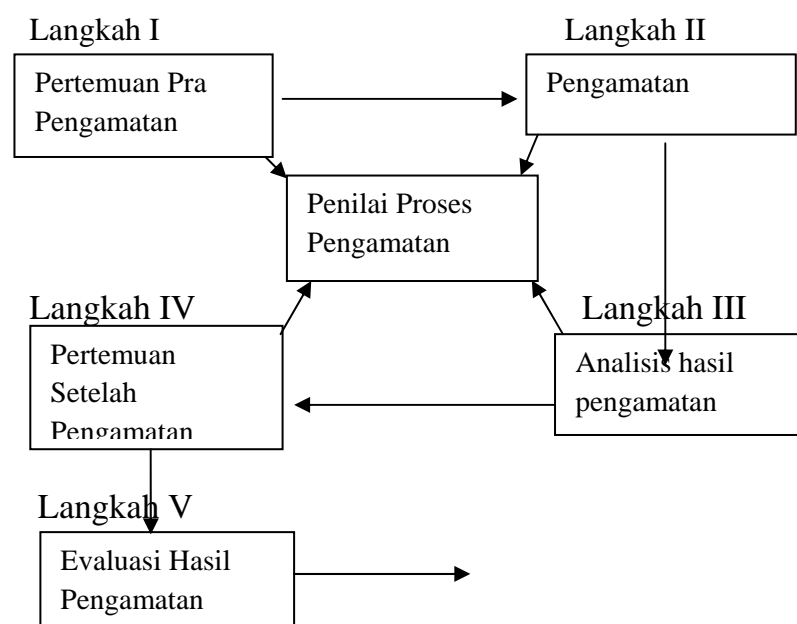 Langkah I
Langkah II
Pertemuan Pra
Pengamatan
Pengamatan
Penilai Proses
Pengamatan
Langkah IV
Langkah III
Pertemuan
Setelah
Pengamatan
Analisis hasil
pengamatan
Langkah V
Evaluasi Hasil
Pengamatan